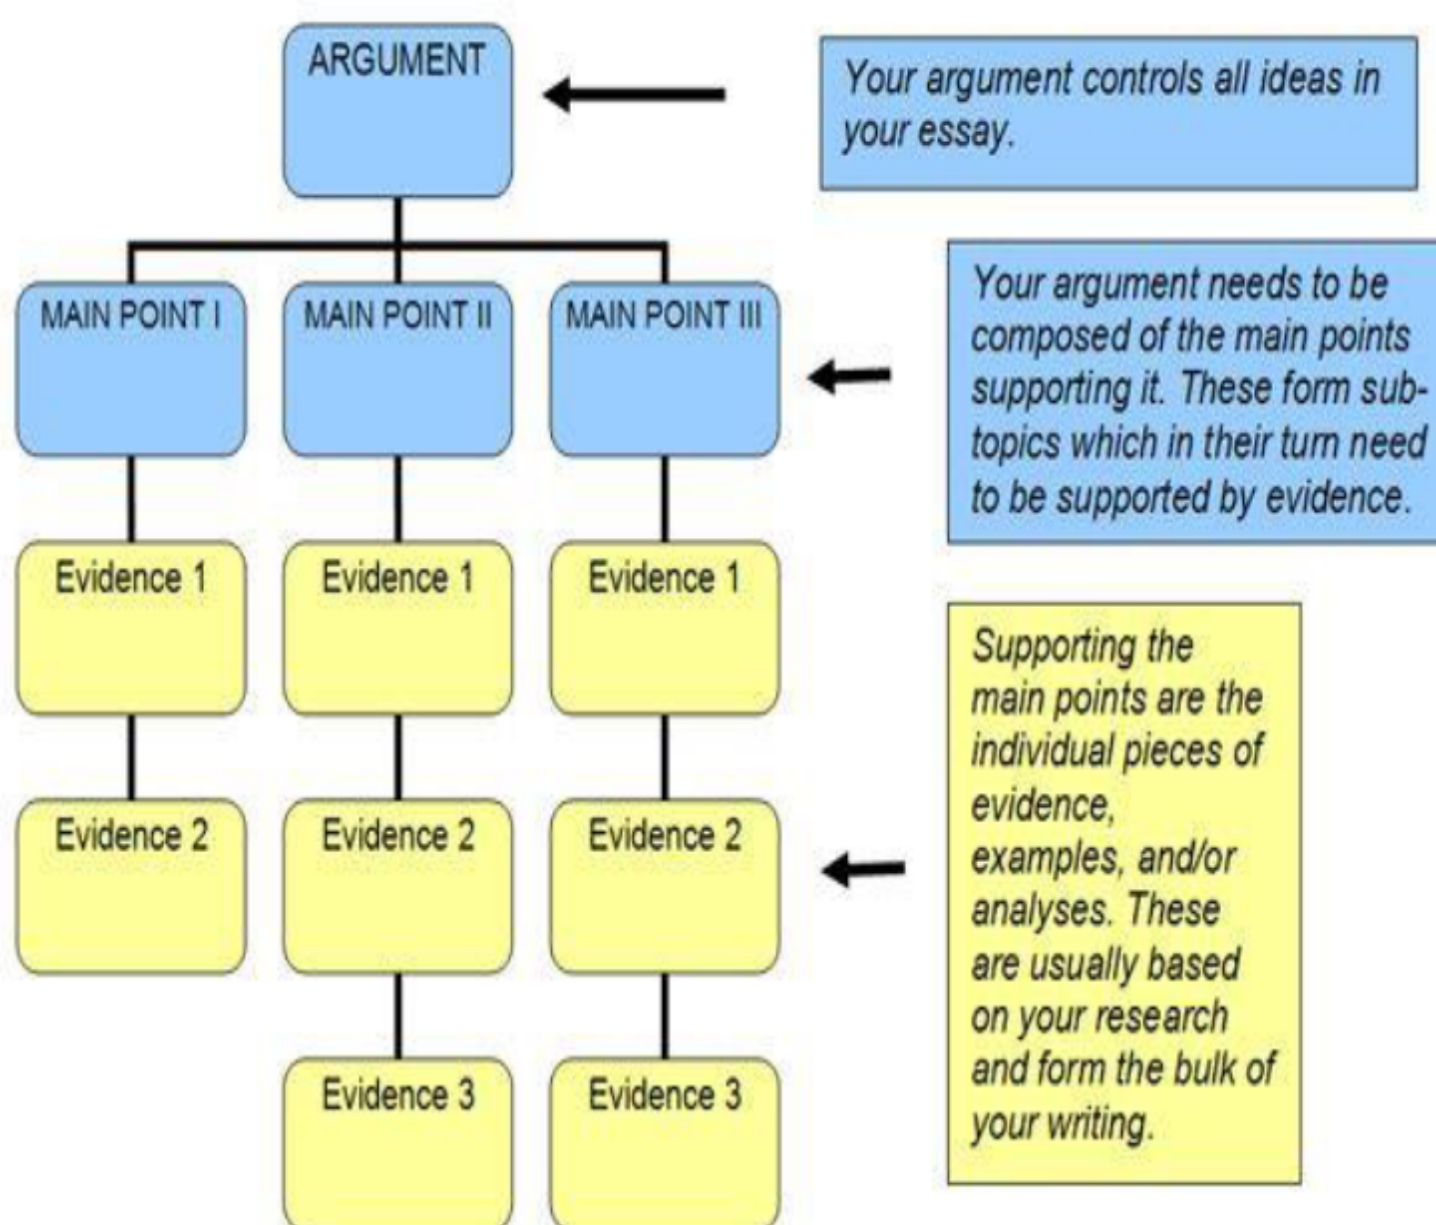 ARGUMENT
Your argument controls all ideas in
your essay.
MAIN POINT I
MAIN POINT II
MAIN POINT III
Your argument needs to be
composed of the main points
supporting it. These form sub-
topics which in their turn need
to be supported by evidence.
Evidence 1
Evidence 1
Evidence 1
Supporting the
main points are the
individual pieces of
evidence,
examples, and/or
analyses. These
are usually based
on your research
and form the bulk of
your writing.
Evidence 2
Evidence 2
Evidence 2
Evidence 3
Evidence 3